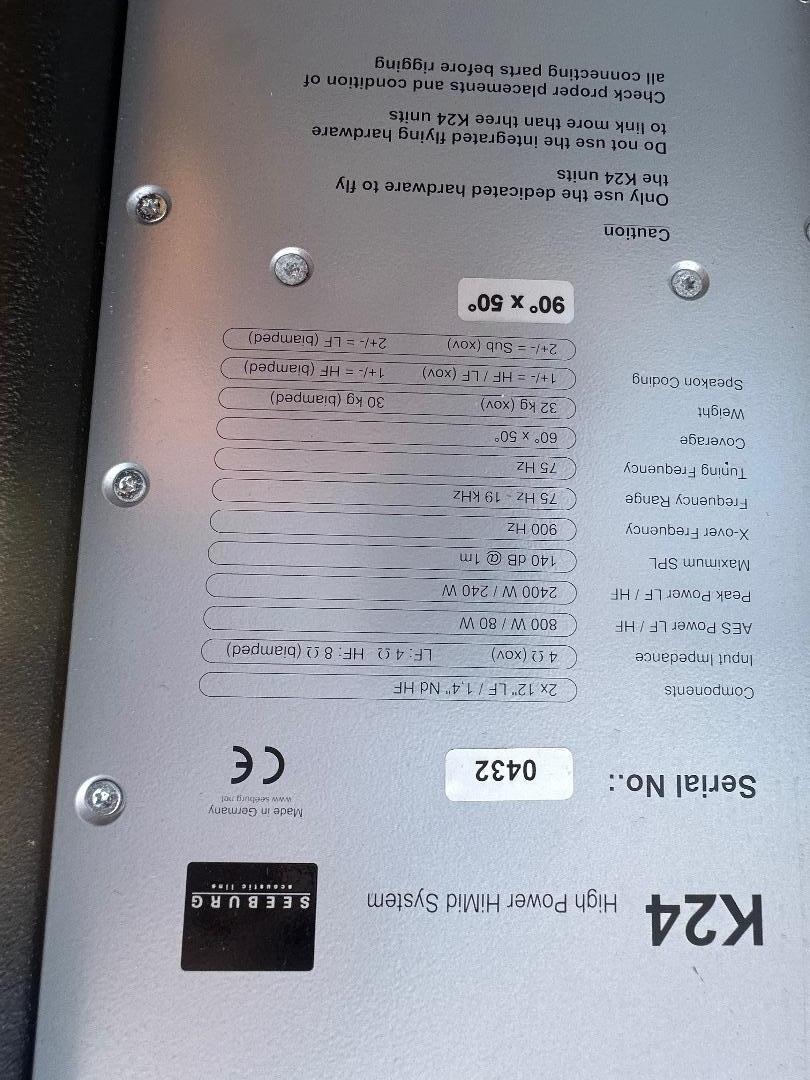 K24 High Power HiMid System
SEEBURG
acoustic line
Serial No.: 0432
Made in Germany
www.seeburg.net
CE
Components 2x 12" LF / 1,4" Nd HF
Input Impedance 4 Ω (xov) LF: 4 Ω HF: 8 Ω (biamped)
AES Power LF / HF 800 W / 80 W
Peak Power LF / HF 2400 W / 240 W
Maximum SPL 140 dB @ 1m
X-over Frequency 900 Hz
Frequency Range 75 Hz - 19 kHz
Tuning Frequency 75 Hz
Coverage 60° x 50°
Weight 32 kg (xov) 30 kg (biamped)
Speakon Coding 1+/- = HF / LF (xov) 1+/- = HF (biamped)
2+/- = Sub (xov) 2+/- = LF (biamped)
90° x 50°
Caution
Only use the dedicated hardware to fly
the K24 units
Do not use the integrated flying hardware
to link more than three K24 units
Check proper placements and condition of
all connecting parts before rigging